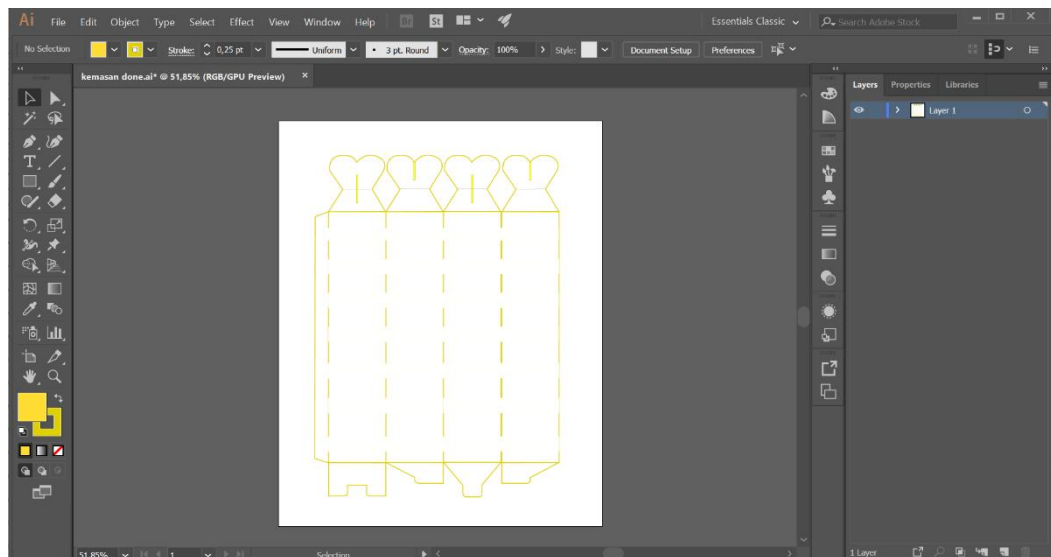 Ai File Edit Object Type Select Effect View Window Help Br St Essentials Classic Search Adobe Stock
No Selection Stroke: 0,25 pt Uniform 3 pt. Round Opacity: 100% Style: Document Setup Preferences
kemasan done.ai* @ 51,85% (RGB/GPU Preview) ×
Layers Properties Libraries
Layer 1
51,85% 1 Selection 1 Layer